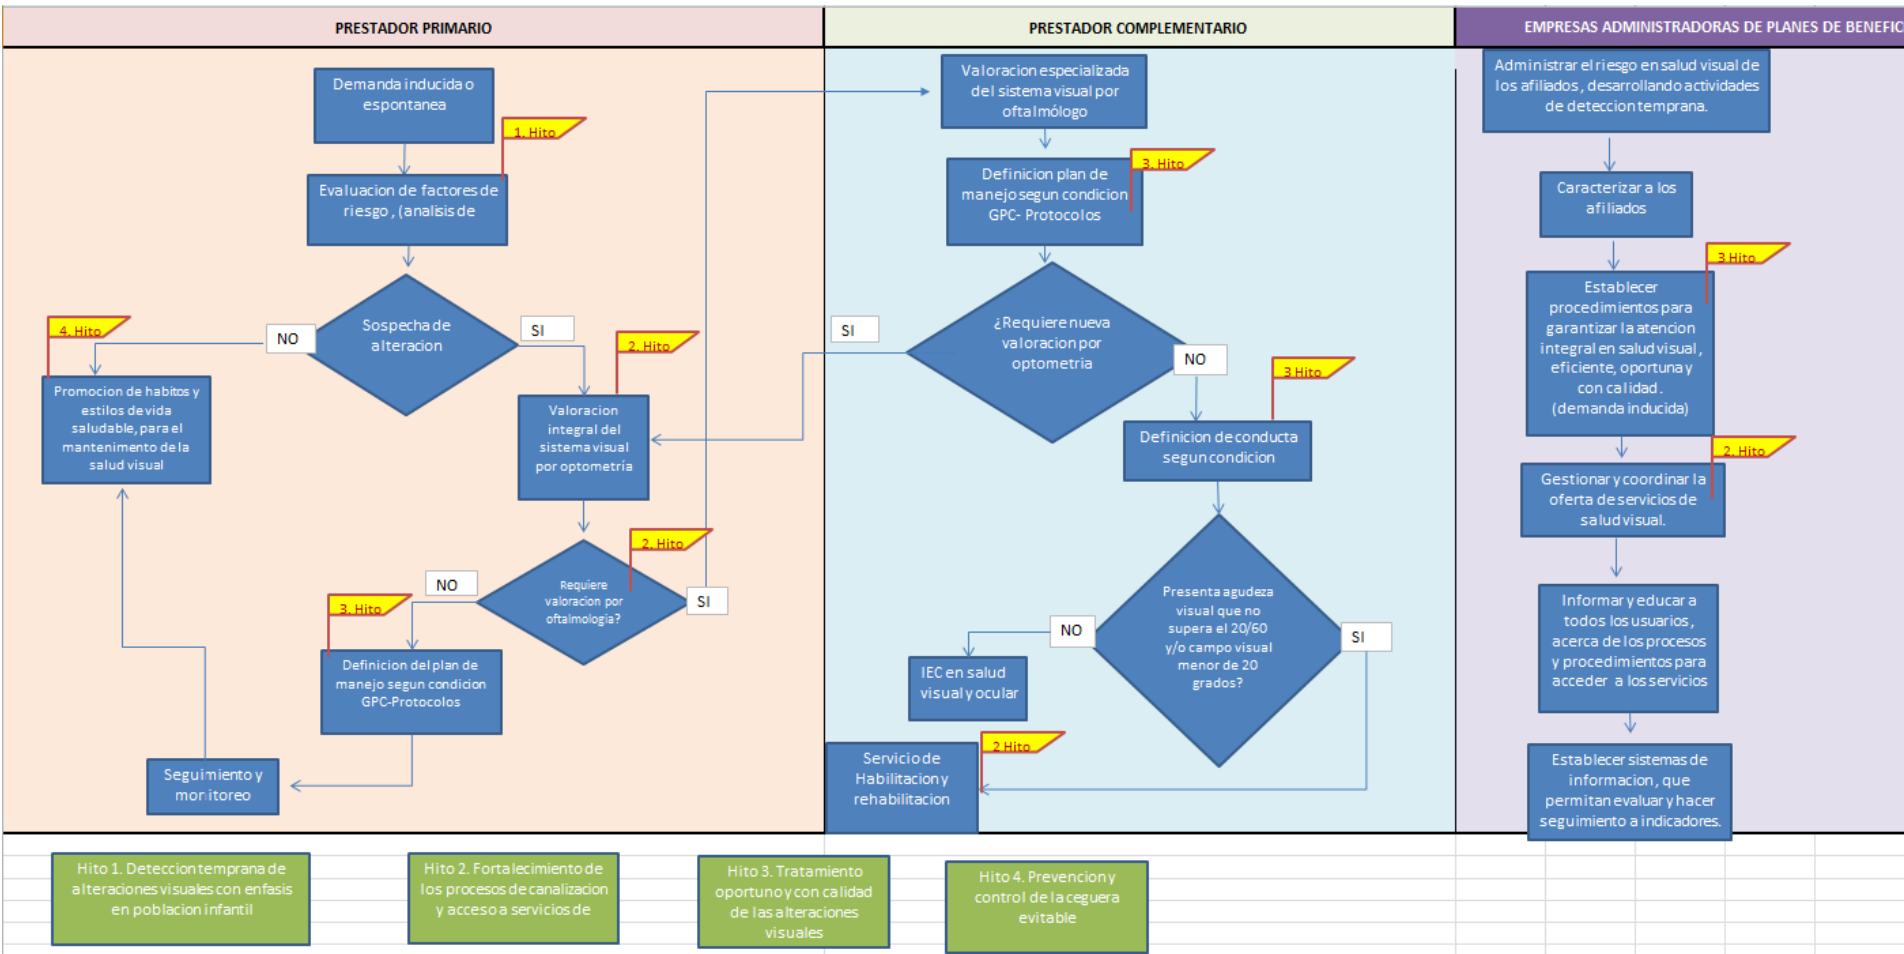 PRESTADOR PRIMARIO
Demanda inducida o
espontanea
1. Hito
Evaluacion de factores de
riesgo , (analisis de
Sospecha de
alteracion
NO
SI
4. Hito
Promocion de habitos y
estilos de vida
saludable, para el
mantenimento de la
salud visual
2. Hito
Valoracion
integral del
sistema visual
por optometría
2. Hito
Requiere
valoracion por
oftalmologia?
NO
SI
3. Hito
Definicion del plan de
manejo segun condicion
GPC-Protocolos
Seguimiento y
monitoreo
PRESTADOR COMPLEMENTARIO
Valoracion especializada
del sistema visual por
oftalmólogo
3. Hito
Definicion plan de
manejo segun condicion
GPC- Protocolos
¿Requiere nueva
valoracion por
optometria
SI
NO
3 Hito
Definicion de conducta
segun condicion
Presenta agudeza
visual que no
supera el 20/60
y/o campo visual
menor de 20
grados?
NO
SI
IEC en salud
visual y ocular
2 Hito
Servicio de
Habilitacion y
rehabilitacion
EMPRESAS ADMINISTRADORAS DE PLANES DE BENEFIC
Administrar el riesgo en salud visual de
los afiliados , desarrollando actividades
de deteccion temprana.
Caracterizar a los
afiliados
3 Hito
Establecer
procedimientos para
garantizar la atencion
integral en salud visual ,
eficiente, oportuna y
con calidad .
(demanda inducida)
2. Hito
Gestionar y coordinar la
oferta de servicios de
salud visual.
Informar y educar a
todos los usuarios ,
acerca de los procesos
y procedimientos para
acceder a los servicios
Establecer sistemas de
informacion, que
permitan evaluar y hacer
seguimiento a indicadores.
Hito 1. Deteccion temprana de
alteraciones visuales con enfasis
en poblacion infantil
Hito 2. Fortalecimiento de
los procesos de canalizacion
y acceso a servicios de
Hito 3. Tratamiento
oportuno y con calidad
de las alteraciones
visuales
Hito 4. Prevencion y
control de la ceguera
evitable